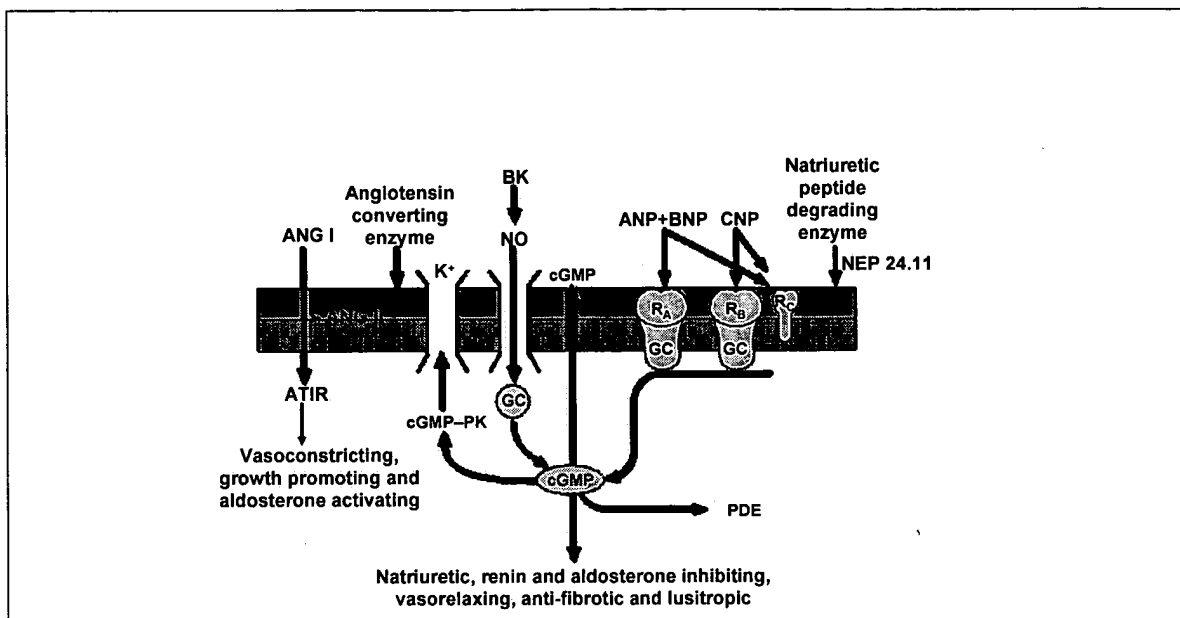 Natriuretic
peptide
degrading
enzyme
BK
Angiotensin
converting
enzyme
ANP+BNP CNP
ANG I
NO
NEP 24.11
K+
cGMP
RA
RB
RC
GC
GC
ATIR
GC
cGMP–PK
Vasoconstricting,
growth promoting and
aldosterone activating
cGMP
PDE
Natriuretic, renin and aldosterone inhibiting,
vasorelaxing, anti-fibrotic and lusitropic